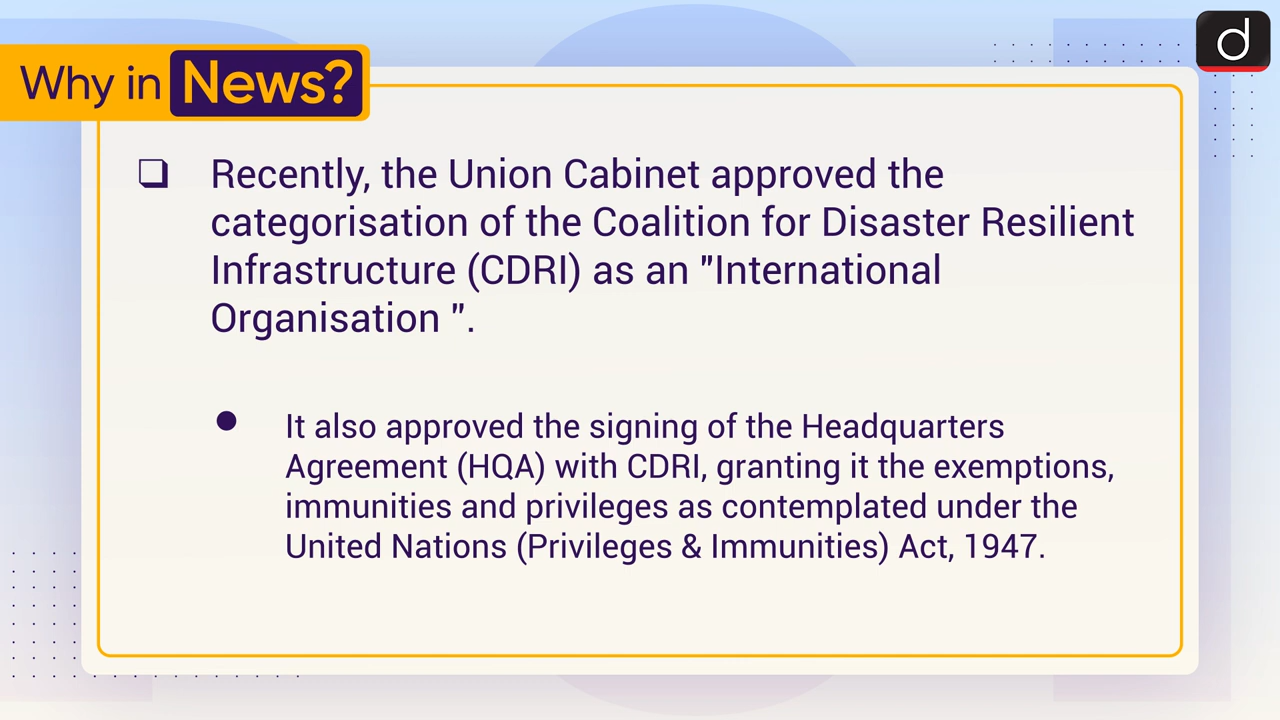 Why in News?
d
❑ Recently, the Union Cabinet approved the
categorisation of the Coalition for Disaster Resilient
Infrastructure (CDRI) as an "International
Organisation ".
● It also approved the signing of the Headquarters
Agreement (HQA) with CDRI, granting it the exemptions,
immunities and privileges as contemplated under the
United Nations (Privileges & Immunities) Act, 1947.